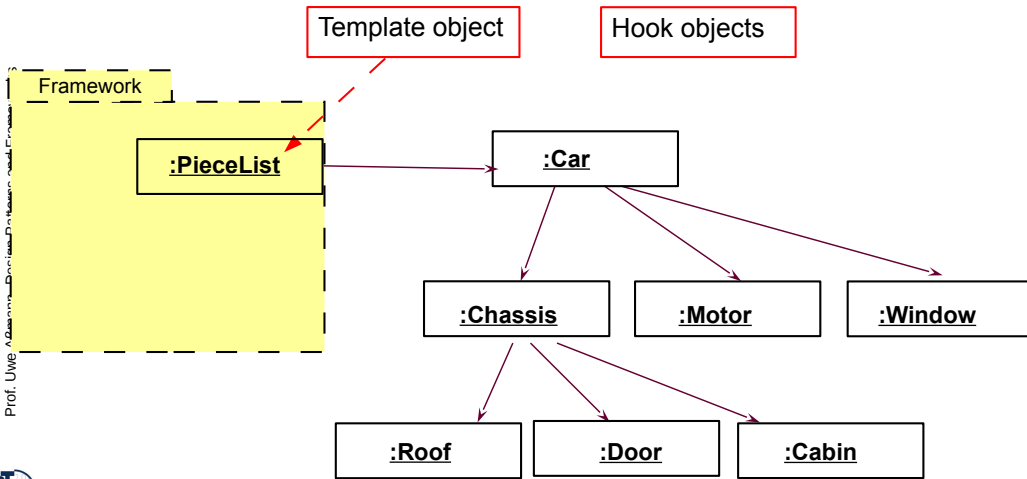 Template object
Hook objects
Framework
:PieceList
:Car
:Chassis
:Motor
:Window
:Roof
:Door
:Cabin
Prof. Uwe